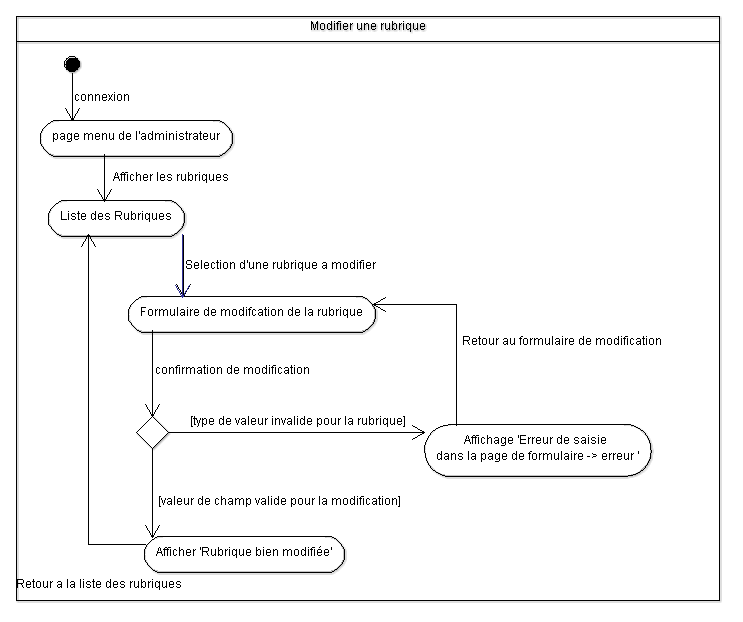 Modifier une rubrique
connexion
page menu de l'administrateur
Afficher les rubriques
Liste des Rubriques
Selection d'une rubrique a modifier
Formulaire de modifcation de la rubrique
Retour au formulaire de modification
confirmation de modification
[type de valeur invalide pour la rubrique]
Affichage 'Erreur de saisie
dans la page de formulaire -> erreur '
[valeur de champ valide pour la modification]
Afficher 'Rubrique bien modifiée'
Retour a la liste des rubriques